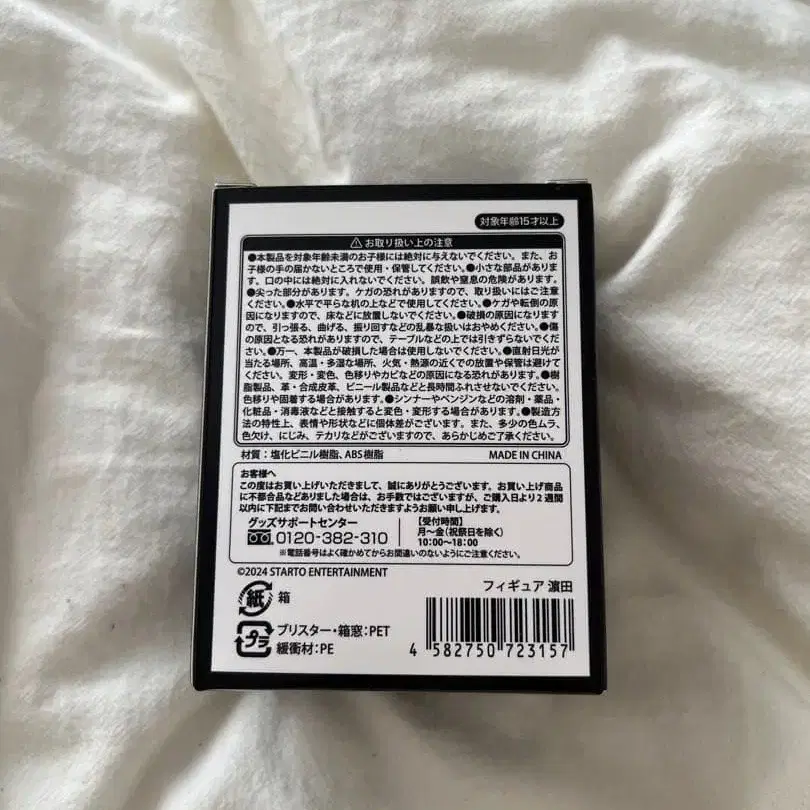 対象年齢15才以上
⚠お取り扱い上の注意
●本製品を対象年齢未満のお子様には絶対に与えないでください。また、お
子様の手の届かないところで使用・保管してください。●小さな部品がありま
す。口の中には絶対に入れないでください。誤飲や窒息の危険があります。
●尖った部分があります。ケガの恐れがありますので、取り扱いにはご注意
ください。●水平で平らな机の上などで使用してください。●ケガや転倒の原
因になりますので、床などに放置しないでください。●破損の原因になります
ので、引っ張る、曲げる、振り回すなどの乱暴な扱いはおやめください。●傷
の原因となる恐れがありますので、テーブルなどの上では引きずらないでくだ
さい。●万一、本製品が破損した場合は使用しないでください。●直射日光が
当たる場所、高温・多湿な場所、火気・熱源の近くでの放置や保管は避けて
ください。変形・変色、色移りやカビなどの原因になる恐れがあります。●樹
脂製品、革・合成皮革、ビニール製品などと長時間ふれさせないでください。
色移りや固着する場合があります。●シンナーやベンジンなどの溶剤・薬品・
化粧品・消毒液などと接触すると変色・変形する場合があります。●製造方
法の特性上、表情や形状などに個体差がございます。また、多少の色ムラ、
色欠け、にじみ、テカリなどがございますので、あらかじめご了承ください。
材質：塩化ビニル樹脂、ABS樹脂 MADE IN CHINA
お客様へ
この度はお買い上げいただきまして、誠にありがとうございます。お買い上げ商品
に不都合品などありました場合は、お手数ではございますが、ご購入日より2週間
以内に下記までお問い合わせいただきますようお願い申し上げます。
グッズサポートセンター
0120-382-310
【受付時間】
月～金（祝祭日を除く）
10:00～18:00
※電話番号はよく確かめてからお間違いのないようにご注意ください。
©2024 STARTO ENTERTAINMENT
フィギュア 濵田
紙 箱
プラ ブリスター・箱窓：PET
緩衝材：PE
4 582750 723157